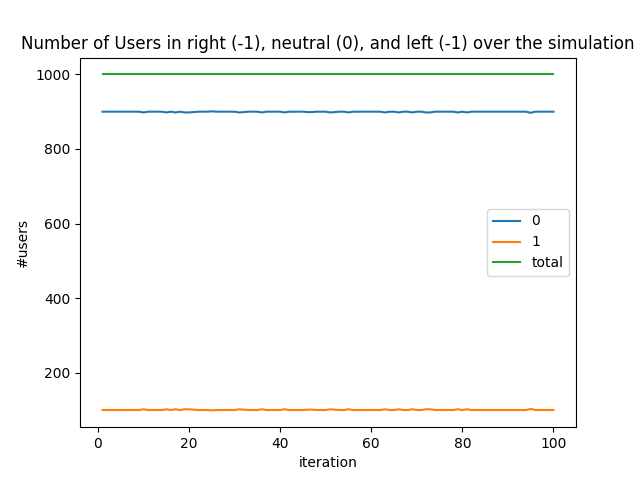 Number of Users in right (-1), neutral (0), and left (-1) over the simulation
1000
800
600
400
200
#users
0
1
total
0 20 40 60 80 100
iteration